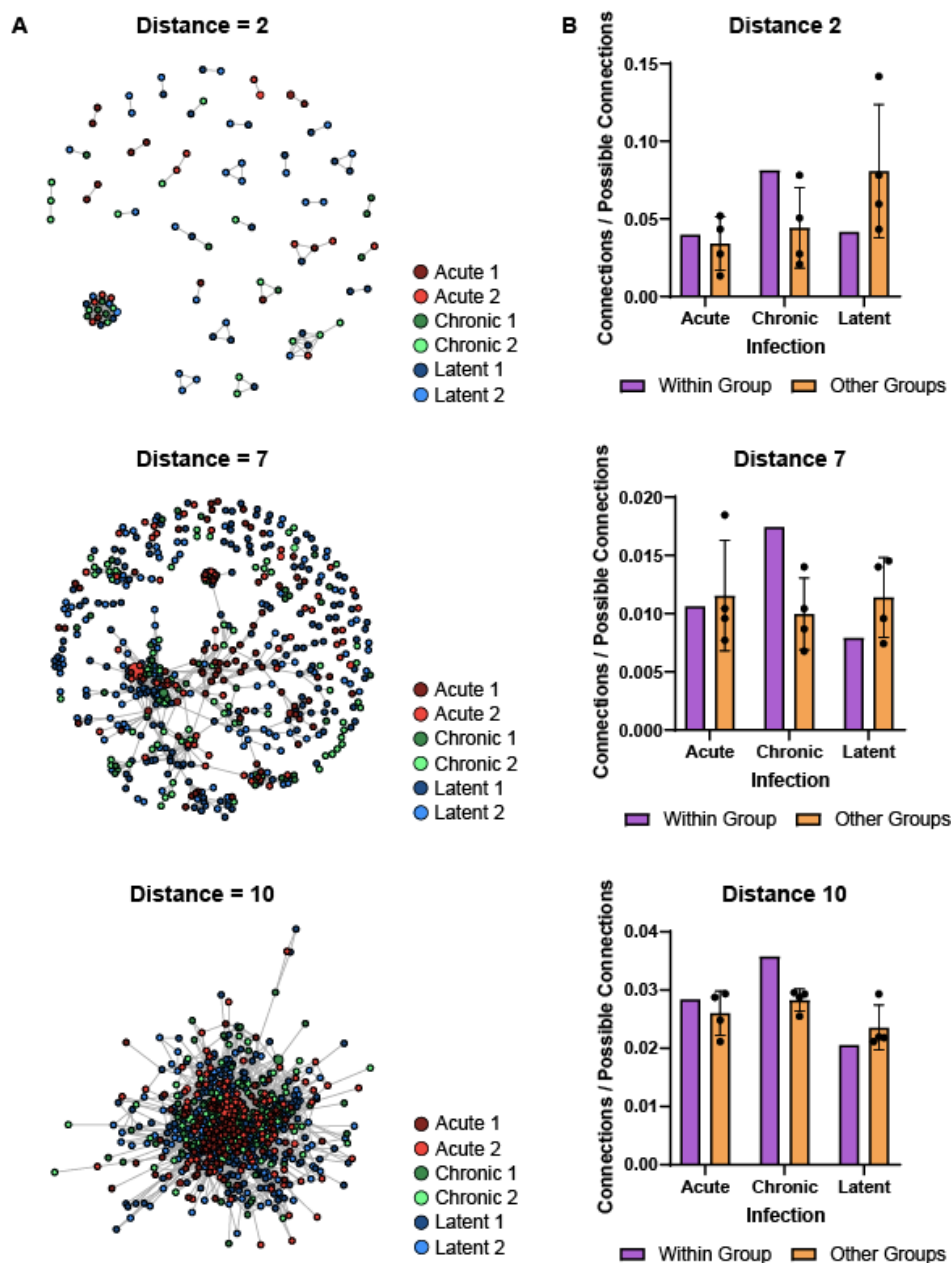 A
Distance = 2
Acute 1
Acute 2
Chronic 1
Chronic 2
Latent 1
Latent 2
B
Distance 2
Connections / Possible Connections
0.15
0.10
0.05
0.00
Acute Chronic Latent
Infection
Within Group Other Groups
Distance = 7
Acute 1
Acute 2
Chronic 1
Chronic 2
Latent 1
Latent 2
Distance 7
Connections / Possible Connections
0.020
0.015
0.010
0.005
0.000
Acute Chronic Latent
Infection
Within Group Other Groups
Distance = 10
Acute 1
Acute 2
Chronic 1
Chronic 2
Latent 1
Latent 2
Distance 10
Connections / Possible Connections
0.04
0.03
0.02
0.01
0.00
Acute Chronic Latent
Infection
Within Group Other Groups